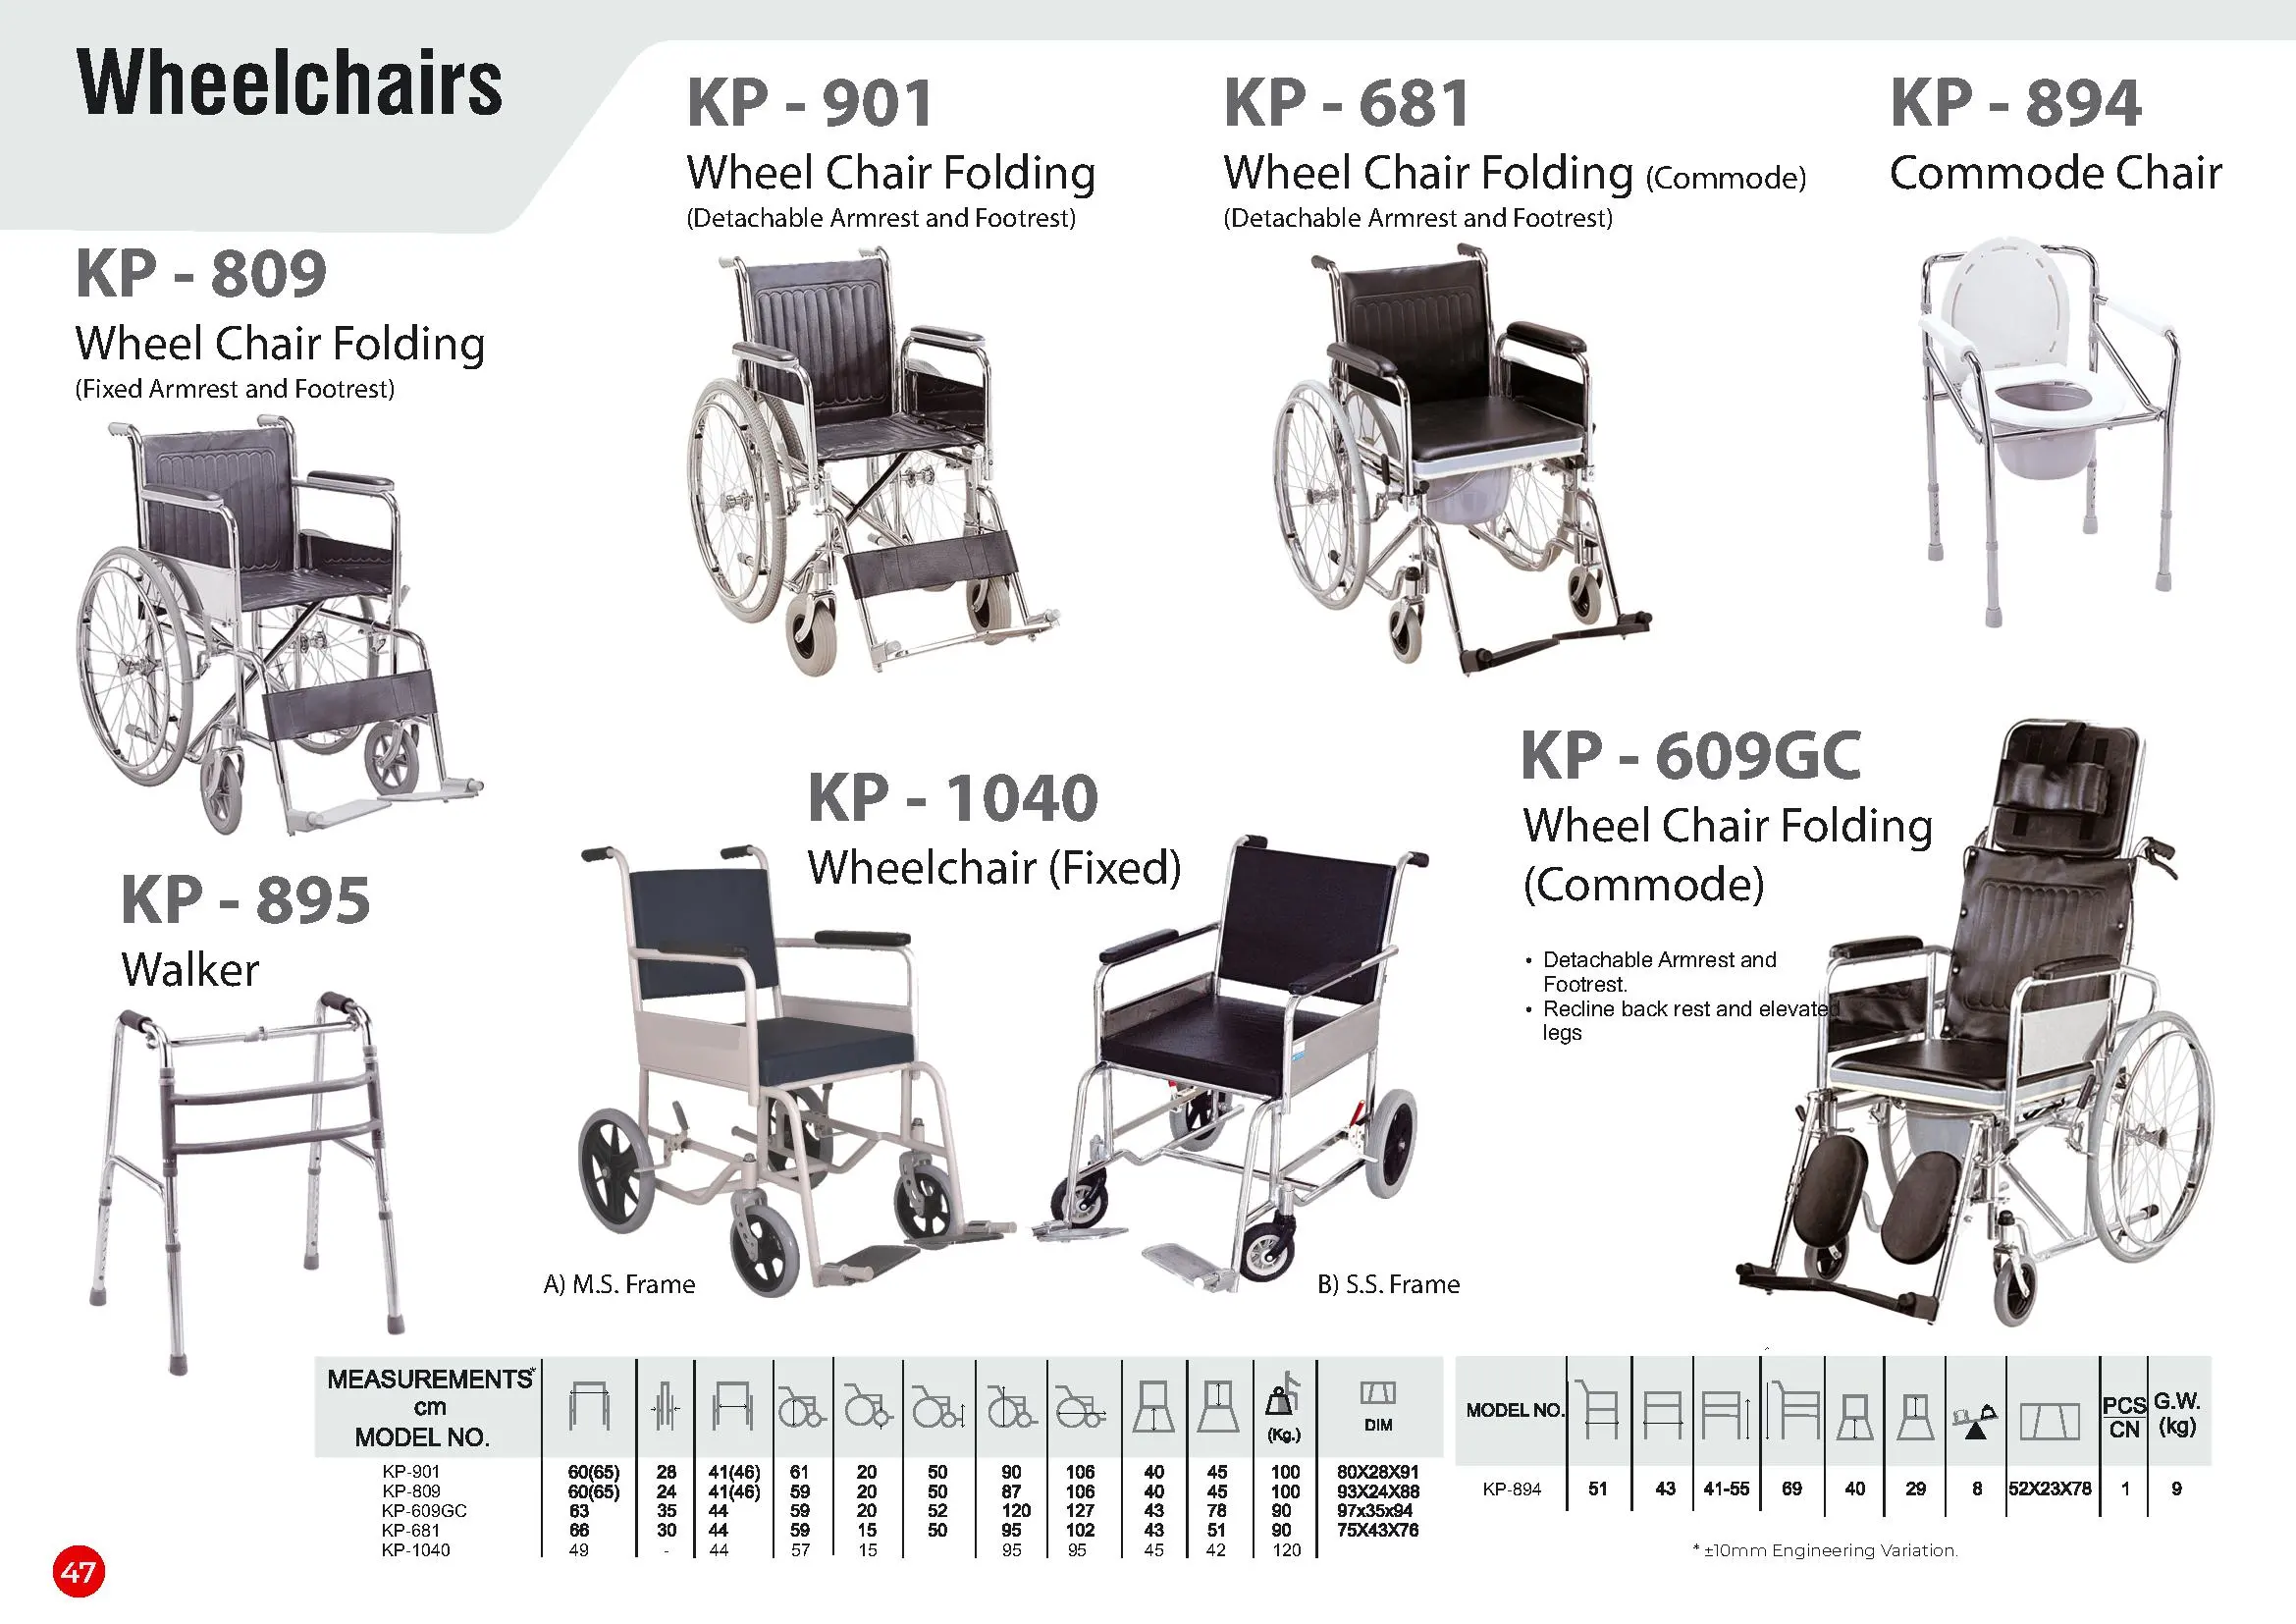 Wheelchairs
KP - 809
Wheel Chair Folding
(Fixed Armrest and Footrest)
KP - 901
Wheel Chair Folding
(Detachable Armrest and Footrest)
KP - 681
Wheel Chair Folding (Commode)
(Detachable Armrest and Footrest)
KP - 894
Commode Chair
KP - 895
Walker
KP - 1040
Wheelchair (Fixed)
A) M.S. Frame
B) S.S. Frame
KP - 609GC
Wheel Chair Folding
(Commode)
• Detachable Armrest and
Footrest.
• Recline back rest and elevated
legs
MEASUREMENTS*
cm
MODEL NO.
(Kg.)
DIM
KP-901 60(65) 28 41(46) 61 20 50 90 106 40 45 100 80X28X91
KP-809 60(65) 24 41(46) 59 20 50 87 106 40 45 100 93X24X88
KP-609GC 63 35 44 59 20 52 120 127 43 78 90 97x35x94
KP-681 66 30 44 59 15 50 95 102 43 51 90 75X43X76
KP-1040 49 - 44 57 15 95 95 45 42 120
MODEL NO.
PCS
CN
G.W.
(kg)
KP-894 51 43 41-55 69 40 29 8 52X23X78 1 9
* ±10mm Engineering Variation.
47